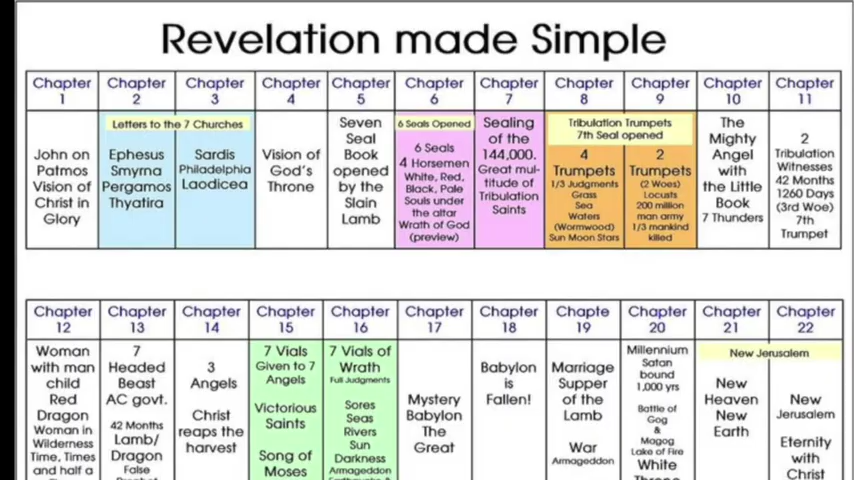 Revelation made Simple
Chapter
1
John on
Patmos
Vision of
Christ in
Glory
Chapter
2
Chapter
3
Letters to the 7 Churches
Ephesus
Smyrna
Pergamos
Thyatira
Sardis
Philadelphia
Laodicea
Chapter
4
Vision of
God's
Throne
Chapter
5
Seven
Seal
Book
opened
by the
Slain
Lamb
Chapter
6
6 Seals Opened
6 Seals
4 Horsemen
White, Red,
Black, Pale
Souls under
the altar
Wrath of God
(preview)
Chapter
7
Sealing
of the
144,000.
Great mul-
titude of
Tribulation
Saints
Chapter
8
Chapter
9
Tribulation Trumpets
7th Seal opened
4
Trumpets
1/3 Judgments
Grass
Sea
Waters
(Wormwood)
Sun Moon Stars
2
Trumpets
(2 Woes)
Locusts
200 million
man army
1/3 mankind
killed
Chapter
10
The
Mighty
Angel
with
the Little
Book
7 Thunders
Chapter
11
2
Tribulation
Witnesses
42 Months
1260 Days
(3rd Woe)
7th
Trumpet
Chapter
12
Woman
with man
child
Red
Dragon
Woman in
Wilderness
Time, Times
and half a
Chapter
13
7
Headed
Beast
AC govt.
42 Months
Lamb/
Dragon
False
Chapter
14
3
Angels
Christ
reaps the
harvest
Chapter
15
7 Vials
Given to 7
Angels
Victorious
Saints
Song of
Moses
Chapter
16
7 Vials of
Wrath
Full Judgments
Sores
Seas
Rivers
Sun
Darkness
Armageddon
Chapter
17
Mystery
Babylon
The
Great
Chapter
18
Babylon
is
Fallen!
Chapte
19
Marriage
Supper
of the
Lamb
War
Armageddon
Chapter
20
Millennium
Satan
bound
1,000 yrs
Battle of
Gog
&
Magog
Lake of Fire
White
Chapter
21
Chapter
22
New Jerusalem
New
Heaven
New
Earth
New
Jerusalem
Eternity
with
Christ